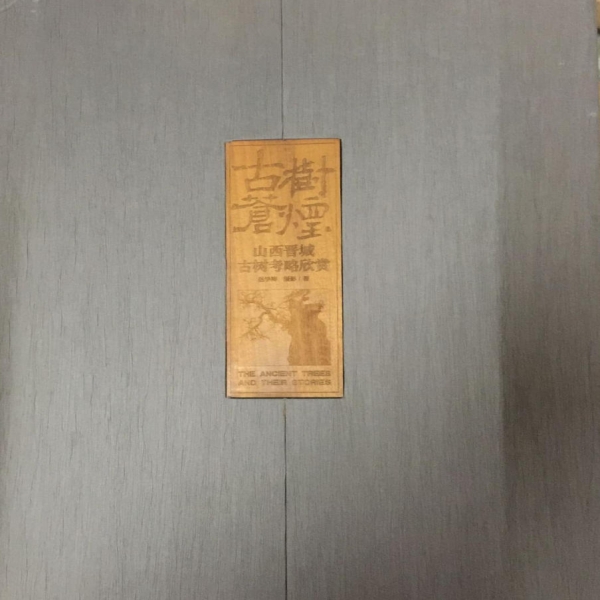 古樹
蒼煙
山西晋城
古树考略欣赏
THE ANCIENT TREES
AND THEIR STORIES